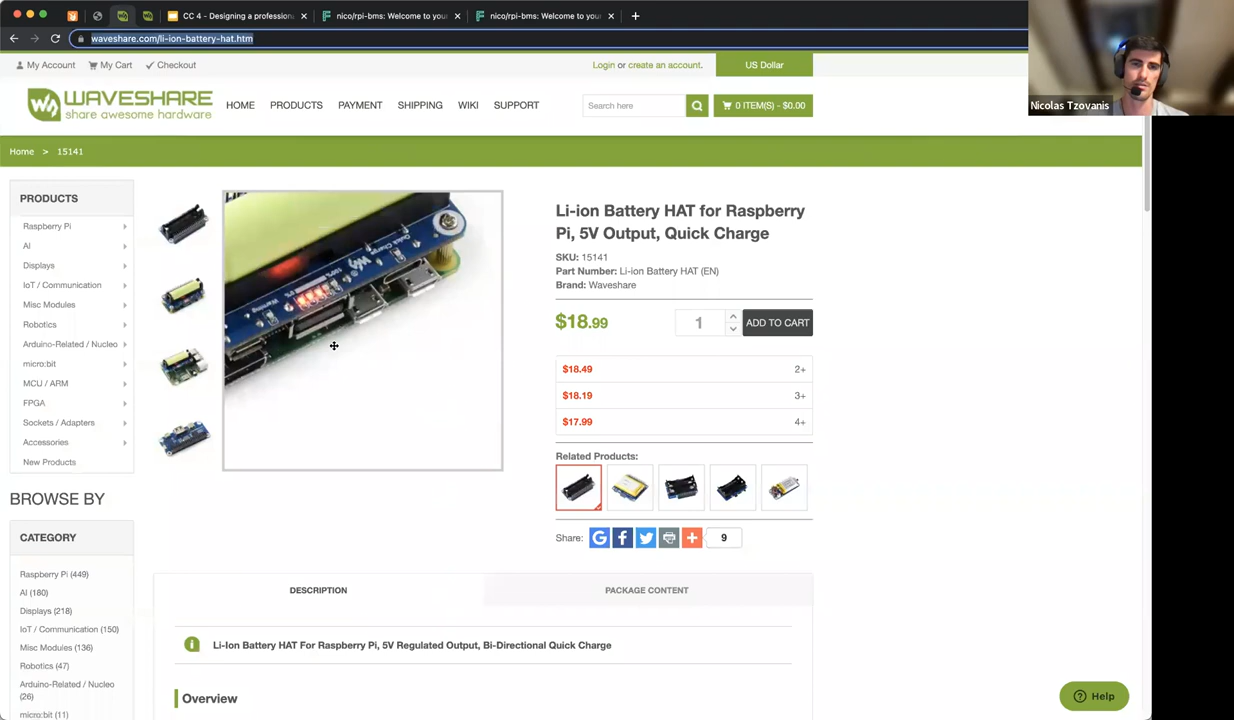 CC 4 - Designing a profession
nico/rpi-bms: Welcome to you
nico/rpi-bms: Welcome to your
waveshare.com/li-ion-battery-hat.htm
My Account
My Cart
Checkout
Login or create an account.
US Dollar
Nicolas Tzovanis
WAVESHARE
share awesome hardware
HOME
PRODUCTS
PAYMENT
SHIPPING
WIKI
SUPPORT
Search here
0 ITEM(S) - $0.00
Home > 15141
PRODUCTS
Raspberry Pi
AI
Displays
IoT / Communication
Misc Modules
Robotics
Arduino-Related / Nucleo
micro:bit
MCU / ARM
FPGA
Sockets / Adapters
Accessories
New Products
BROWSE BY
CATEGORY
Raspberry Pi (449)
AI (180)
Displays (218)
IoT / Communication (150)
Misc Modules (136)
Robotics (47)
Arduino-Related / Nucleo
(26)
micro:bit (11)
Warning
0%
100%
Quick Charge
Li-ion Battery HAT for Raspberry
Pi, 5V Output, Quick Charge
SKU: 15141
Part Number: Li-ion Battery HAT (EN)
Brand: Waveshare
$18.99
1
ADD TO CART
$18.49 2+
$18.19 3+
$17.99 4+
Related Products:
Share:
9
DESCRIPTION
PACKAGE CONTENT
Li-Ion Battery HAT For Raspberry Pi, 5V Regulated Output, Bi-Directional Quick Charge
Overview
Help